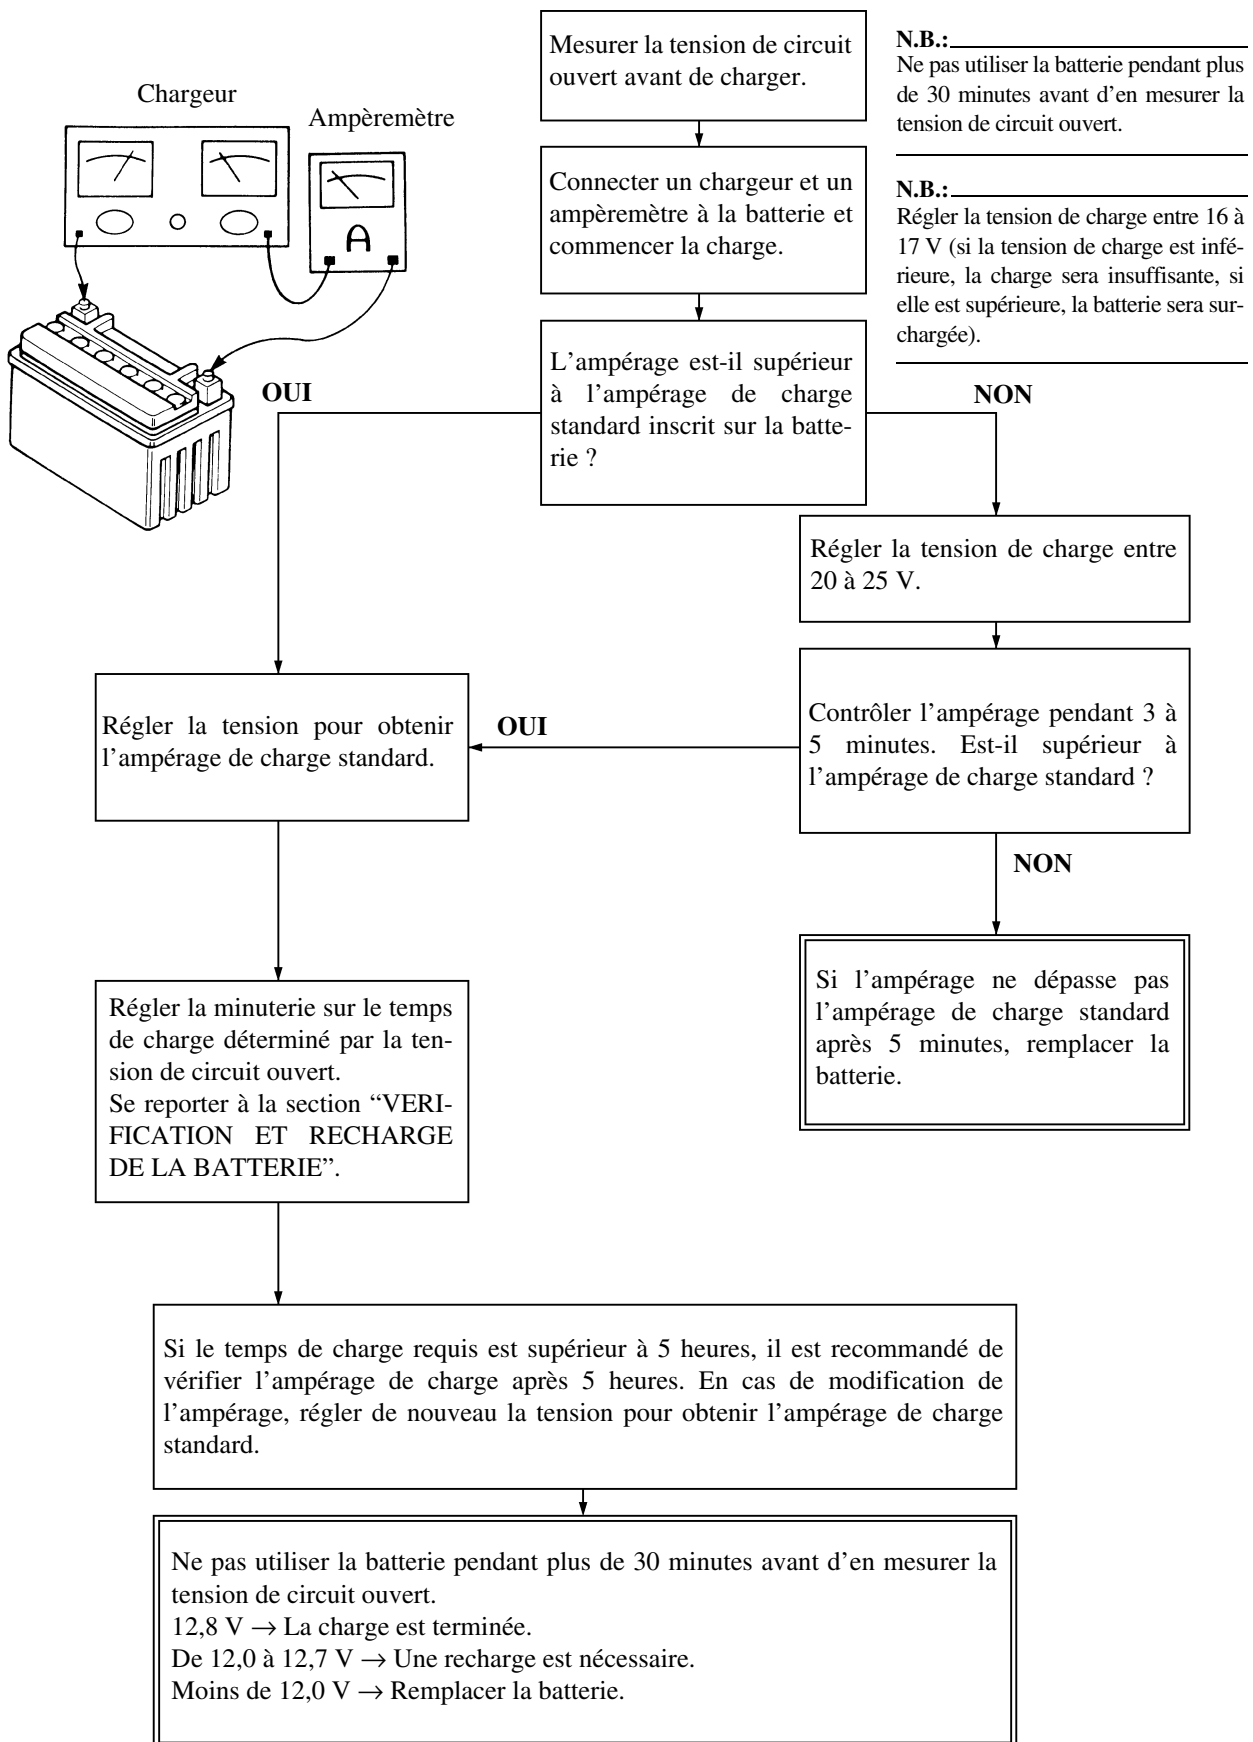 Mesurer la tension de circuit
ouvert avant de charger.
N.B.:
Ne pas utiliser la batterie pendant plus
de 30 minutes avant d’en mesurer la
tension de circuit ouvert.
Chargeur
Ampèremètre
A
Connecter un chargeur et un
ampèremètre à la batterie et
commencer la charge.
N.B.:
Régler la tension de charge entre 16 à
17 V (si la tension de charge est infé-
rieure, la charge sera insuffisante, si
elle est supérieure, la batterie sera sur-
chargée).
L’ampérage est-il supérieur
à l’ampérage de charge
standard inscrit sur la batte-
rie ?
OUI
NON
Régler la tension de charge entre
20 à 25 V.
Régler la tension pour obtenir
l’ampérage de charge standard.
OUI
Contrôler l’ampérage pendant 3 à
5 minutes. Est-il supérieur à
l’ampérage de charge standard ?
NON
Si l’ampérage ne dépasse pas
l’ampérage de charge standard
après 5 minutes, remplacer la
batterie.
Régler la minuterie sur le temps
de charge déterminé par la ten-
sion de circuit ouvert.
Se reporter à la section “VERI-
FICATION ET RECHARGE
DE LA BATTERIE”.
Si le temps de charge requis est supérieur à 5 heures, il est recommandé de
vérifier l’ampérage de charge après 5 heures. En cas de modification de
l’ampérage, régler de nouveau la tension pour obtenir l’ampérage de charge
standard.
Ne pas utiliser la batterie pendant plus de 30 minutes avant d’en mesurer la
tension de circuit ouvert.
12,8 V → La charge est terminée.
De 12,0 à 12,7 V → Une recharge est nécessaire.
Moins de 12,0 V → Remplacer la batterie.